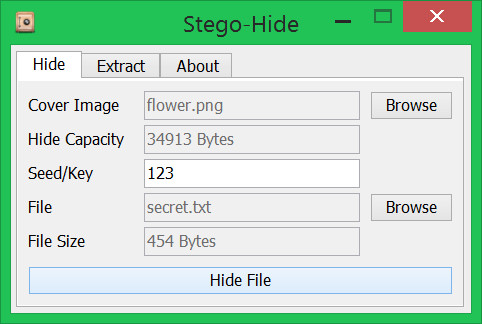 Stego-Hide
Hide Extract About
Cover Image flower.png Browse
Hide Capacity 34913 Bytes
Seed/Key 123
File secret.txt Browse
File Size 454 Bytes
Hide File